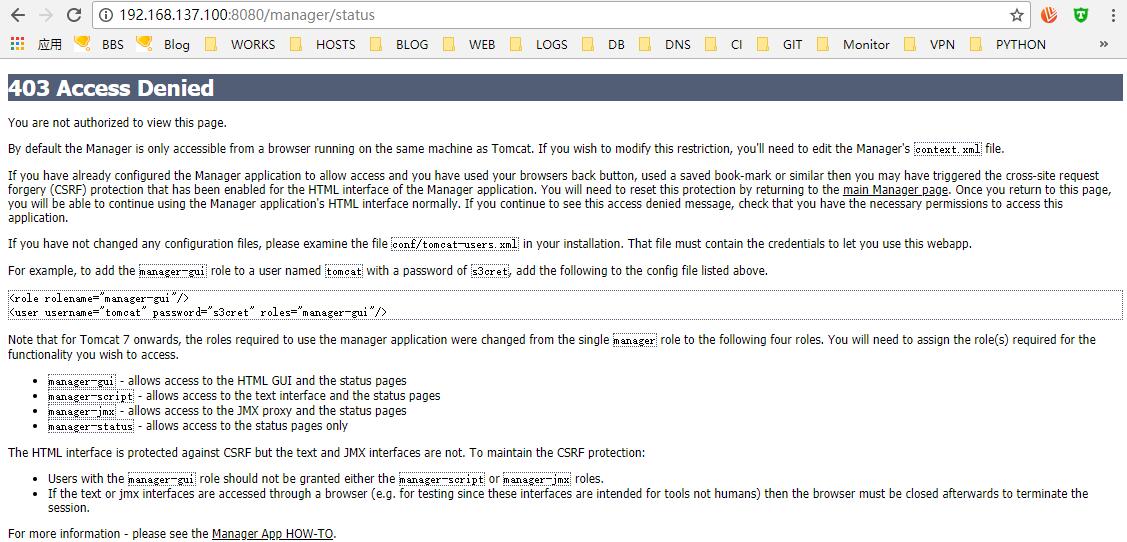 192.168.137.100:8080/manager/status
应用 BBS Blog WORKS HOSTS BLOG WEB LOGS DB DNS CI GIT Monitor VPN PYTHON »
403 Access Denied
You are not authorized to view this page.
By default the Manager is only accessible from a browser running on the same machine as Tomcat. If you wish to modify this restriction, you'll need to edit the Manager's context.xml file.
If you have already configured the Manager application to allow access and you have used your browsers back button, used a saved book-mark or similar then you may have triggered the cross-site request
forgery (CSRF) protection that has been enabled for the HTML interface of the Manager application. You will need to reset this protection by returning to the main Manager page. Once you return to this page,
you will be able to continue using the Manager application's HTML interface normally. If you continue to see this access denied message, check that you have the necessary permissions to access this
application.
If you have not changed any configuration files, please examine the file conf/tomcat-users.xml in your installation. That file must contain the credentials to let you use this webapp.
For example, to add the manager-gui role to a user named tomcat with a password of s3cret, add the following to the config file listed above.
<role rolename="manager-gui"/>
<user username="tomcat" password="s3cret" roles="manager-gui"/>
Note that for Tomcat 7 onwards, the roles required to use the manager application were changed from the single manager role to the following four roles. You will need to assign the role(s) required for the
functionality you wish to access.
• manager-gui - allows access to the HTML GUI and the status pages
• manager-script - allows access to the text interface and the status pages
• manager-jmx - allows access to the JMX proxy and the status pages
• manager-status - allows access to the status pages only
The HTML interface is protected against CSRF but the text and JMX interfaces are not. To maintain the CSRF protection:
• Users with the manager-gui role should not be granted either the manager-script or manager-jmx roles.
• If the text or jmx interfaces are accessed through a browser (e.g. for testing since these interfaces are intended for tools not humans) then the browser must be closed afterwards to terminate the
session.
For more information - please see the Manager App HOW-TO.